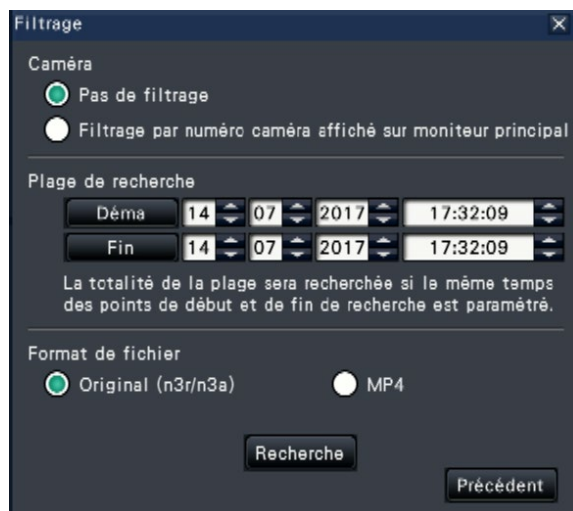 Filtrage
Caméra
Pas de filtrage
Filtrage par numéro caméra affiché sur moniteur principal
Plage de recherche
Déma 14 07 2017 17:32:09
Fin 14 07 2017 17:32:09
La totalité de la plage sera recherchée si le même temps
des points de début et de fin de recherche est paramétré.
Format de fichier
Original (n3r/n3a) MP4
Recherche
Précédent